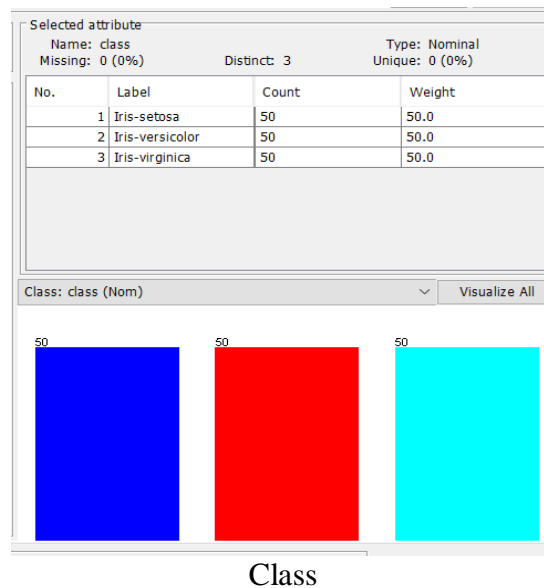 Selected attribute
Name: class Type: Nominal
Missing: 0 (0%) Distinct: 3 Unique: 0 (0%)
No. Label Count Weight
1 Iris-setosa 50 50.0
2 Iris-versicolor 50 50.0
3 Iris-virginica 50 50.0
Class: class (Nom) Visualize All
50 50 50
Class